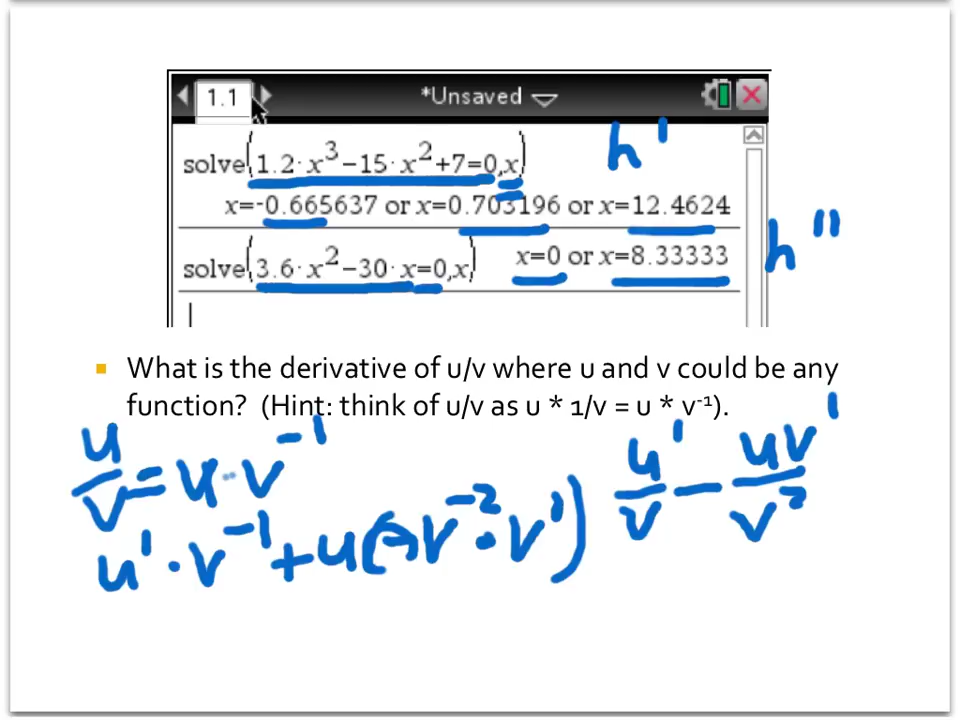 1.1 *Unsaved
solve(1.2·x³−15·x²+7=0,x) h'
x=-0.665637 or x=0.703196 or x=12.4624
solve(3.6·x²−30·x=0,x) x=0 or x=8.33333 h''
What is the derivative of u/v where u and v could be any
function? (Hint: think of u/v as u * 1/v = u * v⁻¹).
u/v = u·v⁻¹ u'/v − uv'/v²
u'·v⁻¹+u(-v⁻²·v')